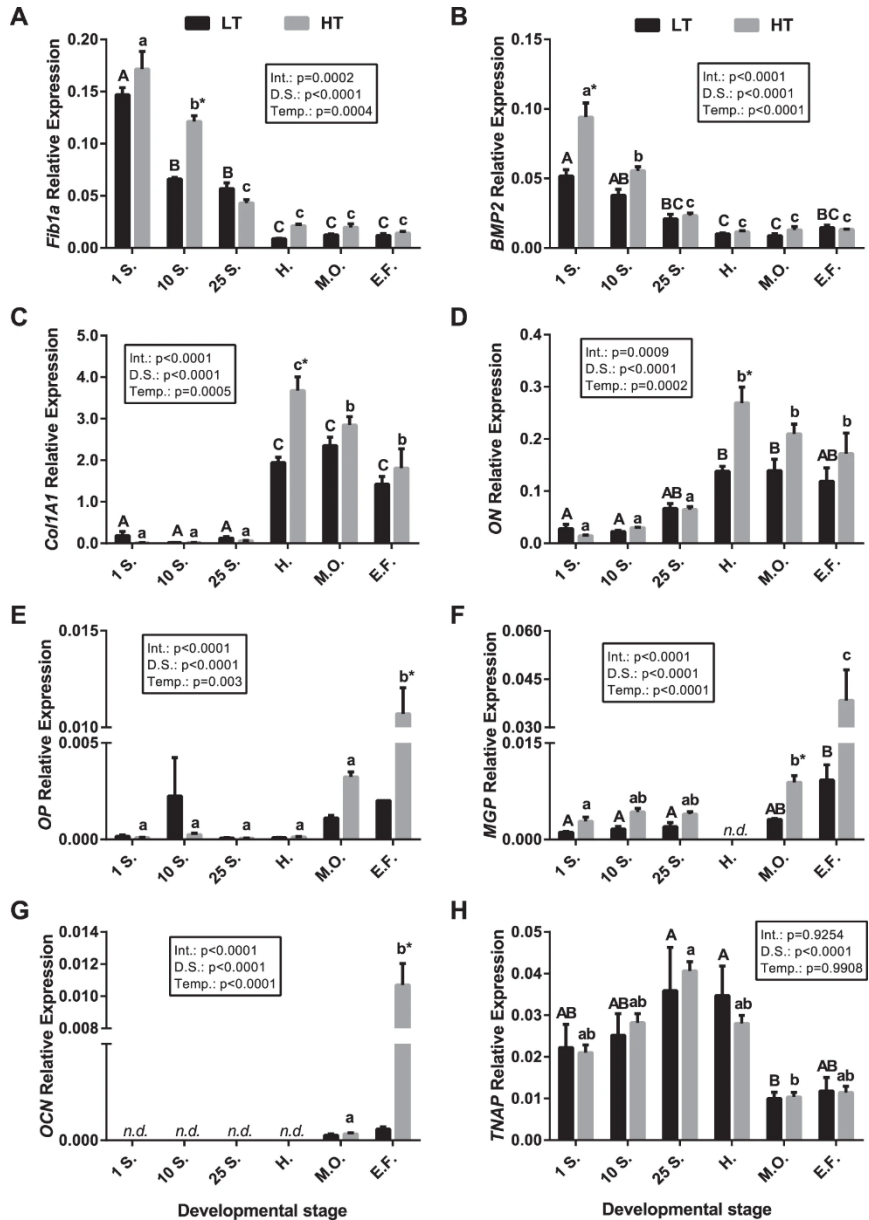 A
LT
HT
Fib1a Relative Expression
0.20
0.15
0.10
0.05
0.00
A
a
B
b*
B
c
C
c
C
c
C
c
Int.: p=0.0002
D.S.: p<0.0001
Temp.: p=0.0004
1 S.
10 S.
25 S.
H.
M.O.
E.F.
B
LT
HT
BMP2 Relative Expression
0.15
0.10
0.05
0.00
A
a*
AB
b
BC
c
C
c
C
c
BC
c
Int.: p<0.0001
D.S.: p<0.0001
Temp.: p<0.0001
1 S.
10 S.
25 S.
H.
M.O.
E.F.
C
Col1A1 Relative Expression
5.0
4.0
3.0
2.0
1.0
0.0
Int.: p<0.0001
D.S.: p<0.0001
Temp.: p=0.0005
A
a
A
a
A
a
C
c*
C
b
C
b
1 S.
10 S.
25 S.
H.
M.O.
E.F.
D
ON Relative Expression
0.4
0.3
0.2
0.1
0.0
Int.: p=0.0009
D.S.: p<0.0001
Temp.: p=0.0002
A
a
A
a
AB
a
B
b*
B
b
AB
b
1 S.
10 S.
25 S.
H.
M.O.
E.F.
E
OP Relative Expression
0.015
0.010
0.005
0.000
Int.: p<0.0001
D.S.: p<0.0001
Temp.: p=0.003
a
a
a
a
a
b*
1 S.
10 S.
25 S.
H.
M.O.
E.F.
F
MGP Relative Expression
0.060
0.045
0.030
0.015
0.000
Int.: p<0.0001
D.S.: p<0.0001
Temp.: p<0.0001
A
a
A
ab
A
ab
n.d.
AB
b*
B
c
1 S.
10 S.
25 S.
H.
M.O.
E.F.
G
OCN Relative Expression
0.014
0.012
0.010
0.008
0.000
Int.: p<0.0001
D.S.: p<0.0001
Temp.: p<0.0001
n.d.
n.d.
n.d.
n.d.
a
b*
1 S.
10 S.
25 S.
H.
M.O.
E.F.
Developmental stage
H
TNAP Relative Expression
0.05
0.04
0.03
0.02
0.01
0.00
Int.: p=0.9254
D.S.: p<0.0001
Temp.: p=0.9908
AB
ab
AB
ab
A
a
A
ab
B
b
AB
ab
1 S.
10 S.
25 S.
H.
M.O.
E.F.
Developmental stage